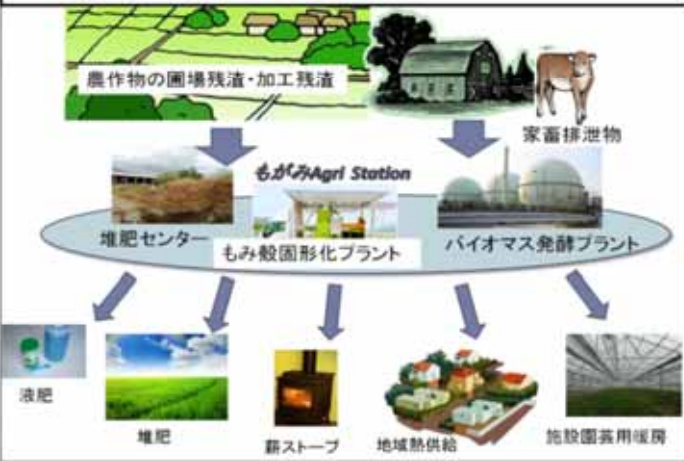 農作物の圃場残渣・加工残渣
家畜排泄物
もがみAgri Station
堆肥センター
もみ殻固形化プラント
バイオマス発酵プラント
液肥
堆肥
薪ストーブ
地域熱供給
施設園芸用暖房